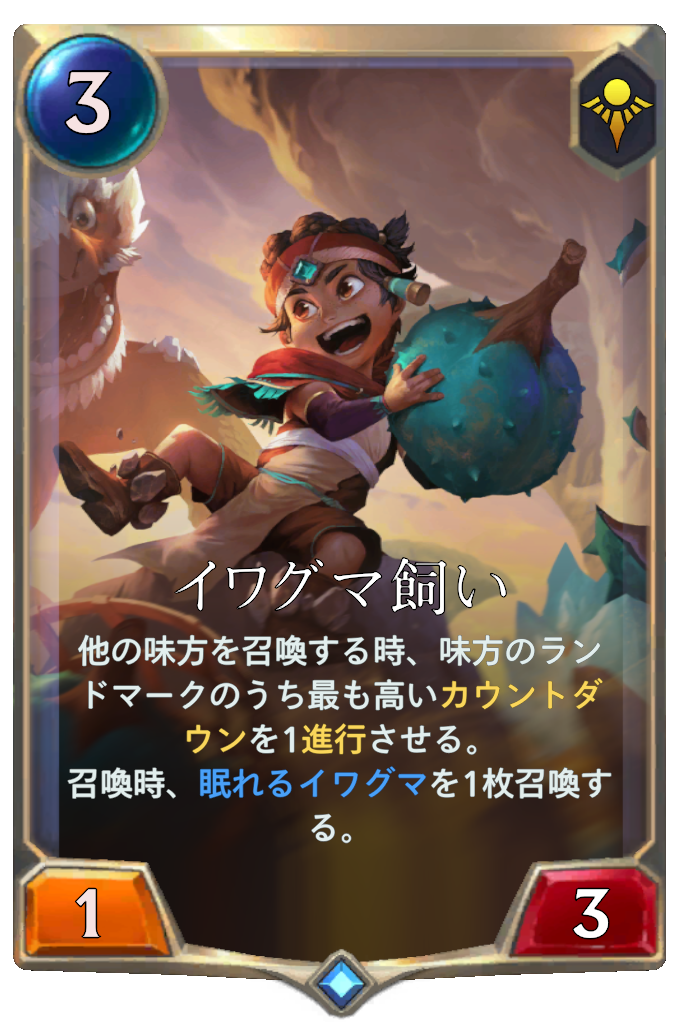 3
イワグマ飼い
他の味方を召喚する時、味方のラン
ドマークのうち最も高いカウントダ
ウンを1進行させる。
召喚時、眠れるイワグマを1枚召喚す
る。
1
3